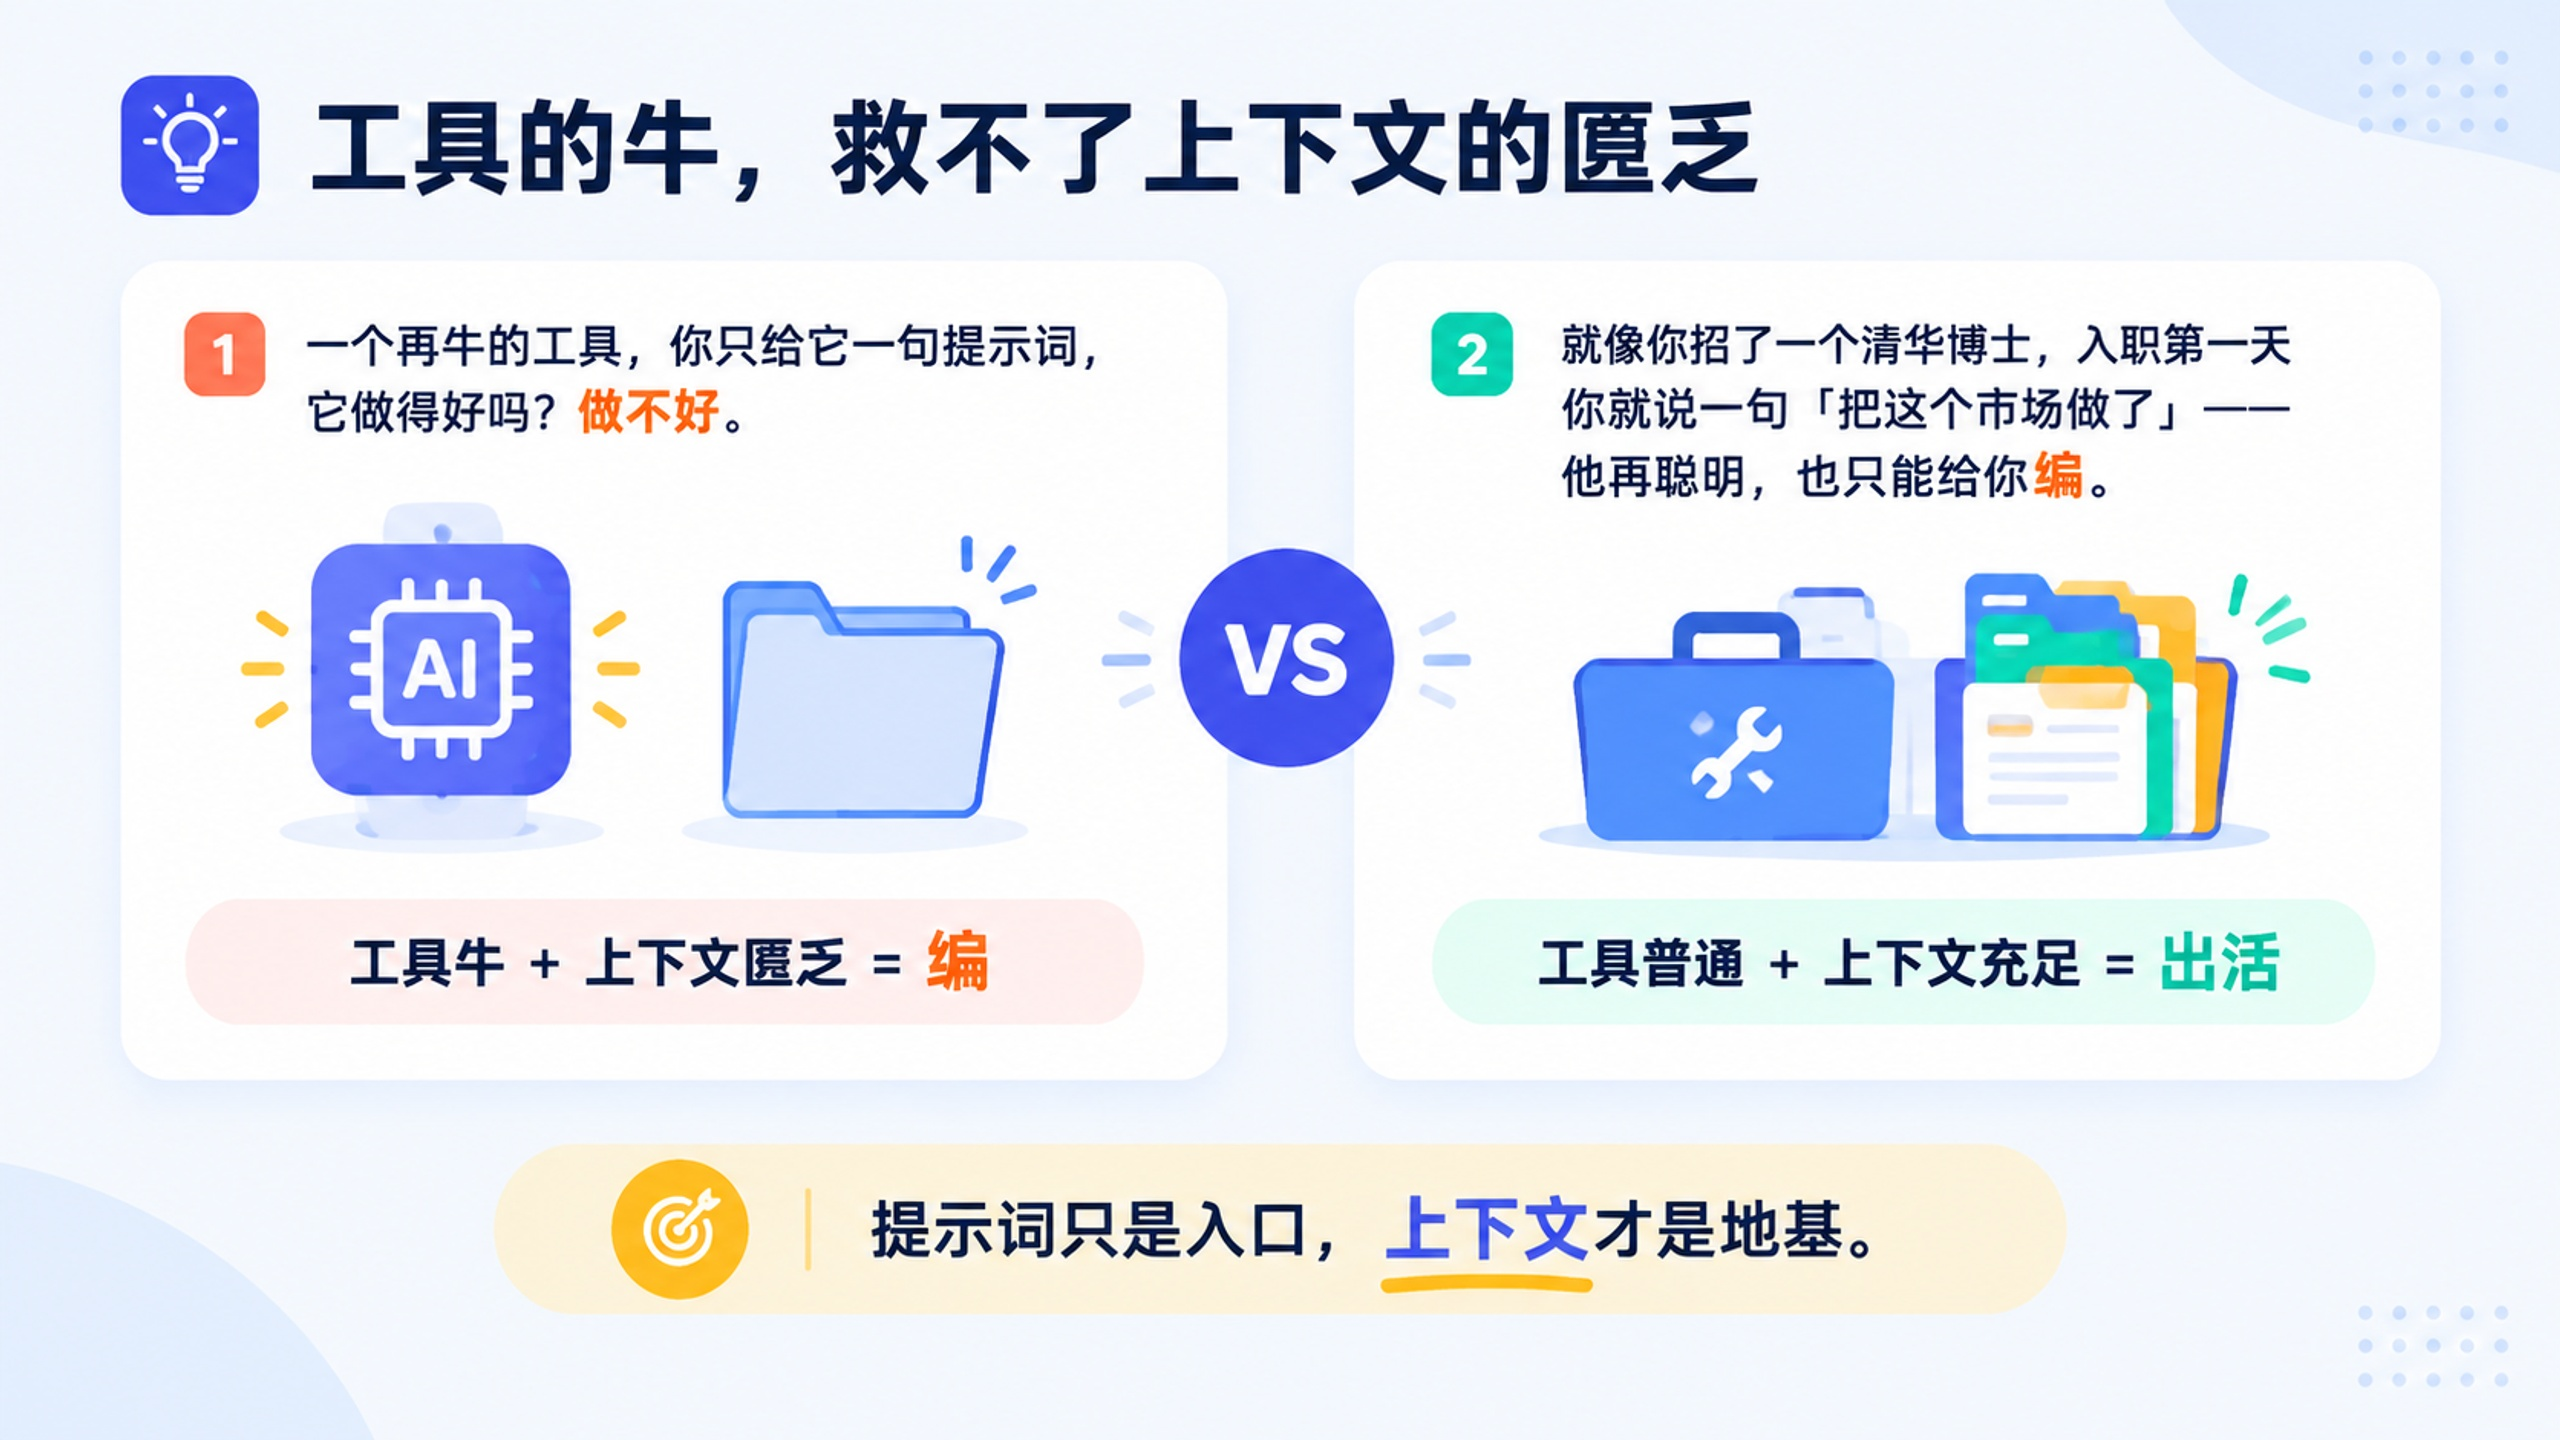 工具的牛，救不了上下文的匮乏
1
一个再牛的工具，你只给它一句提示词，
它做得好吗？做不好。
AI
工具牛 + 上下文匮乏 = 编
VS
2
就像你招了一个清华博士，入职第一天
你就说一句「把这个市场做了」——
他再聪明，也只能给你编。
工具普通 + 上下文充足 = 出活
提示词只是入口，上下文才是地基。